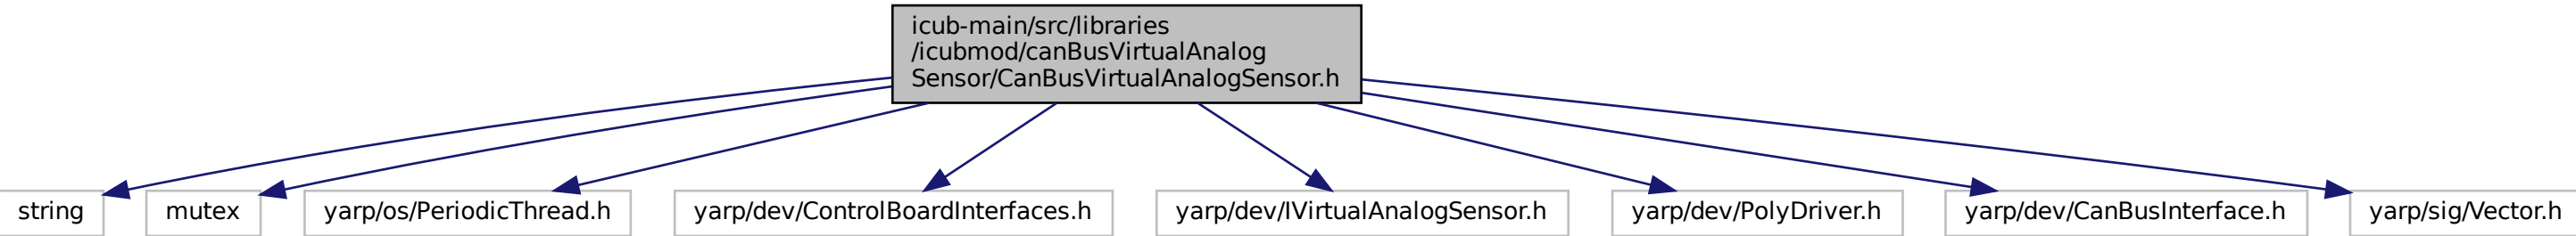 icub-main/src/libraries
/icubmod/canBusVirtualAnalog
Sensor/CanBusVirtualAnalogSensor.h
string
mutex
yarp/os/PeriodicThread.h
yarp/dev/ControlBoardInterfaces.h
yarp/dev/IVirtualAnalogSensor.h
yarp/dev/PolyDriver.h
yarp/dev/CanBusInterface.h
yarp/sig/Vector.h